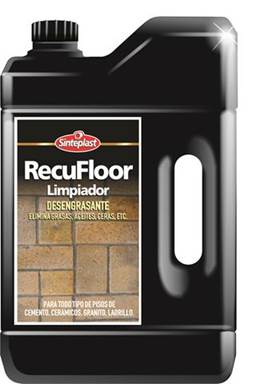 Sinteplast
RecuFloor
Limpiador
DESENGRASANTE
ELIMINA GRASAS, ACEITES, CERAS, ETC.
PARA TODO TIPO DE PISOS DE
CEMENTO, CERAMICOS, GRANITO, LADRILLO.